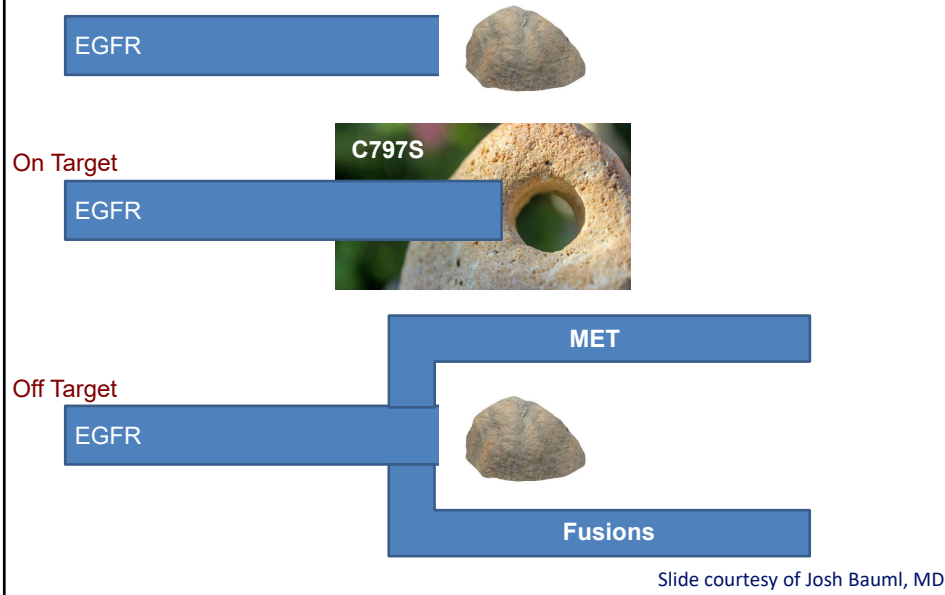 EGFR
On Target
C797S
EGFR
MET
Off Target
EGFR
Fusions
Slide courtesy of Josh Bauml, MD